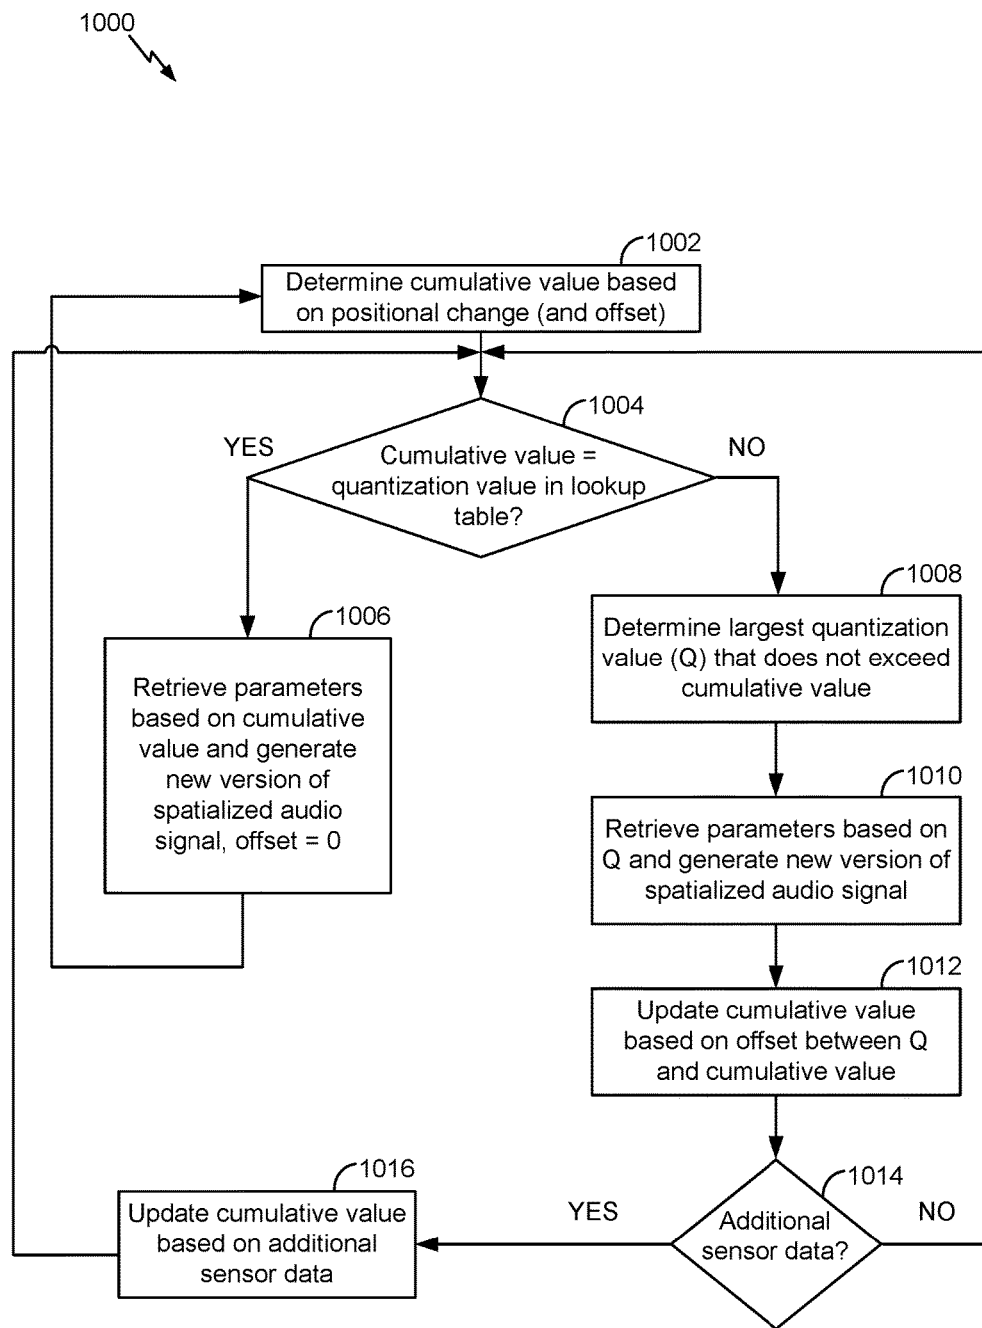 1000
1002
Determine cumulative value based
on positional change (and offset)
1004
YES
NO
Cumulative value =
quantization value in lookup
table?
1006
Retrieve parameters
based on cumulative
value and generate
new version of
spatialized audio
signal, offset = 0
1008
Determine largest quantization
value (Q) that does not exceed
cumulative value
1010
Retrieve parameters based on
Q and generate new version of
spatialized audio signal
1012
Update cumulative value
based on offset between Q
and cumulative value
1014
Additional
sensor data?
YES
NO
1016
Update cumulative value
based on additional
sensor data